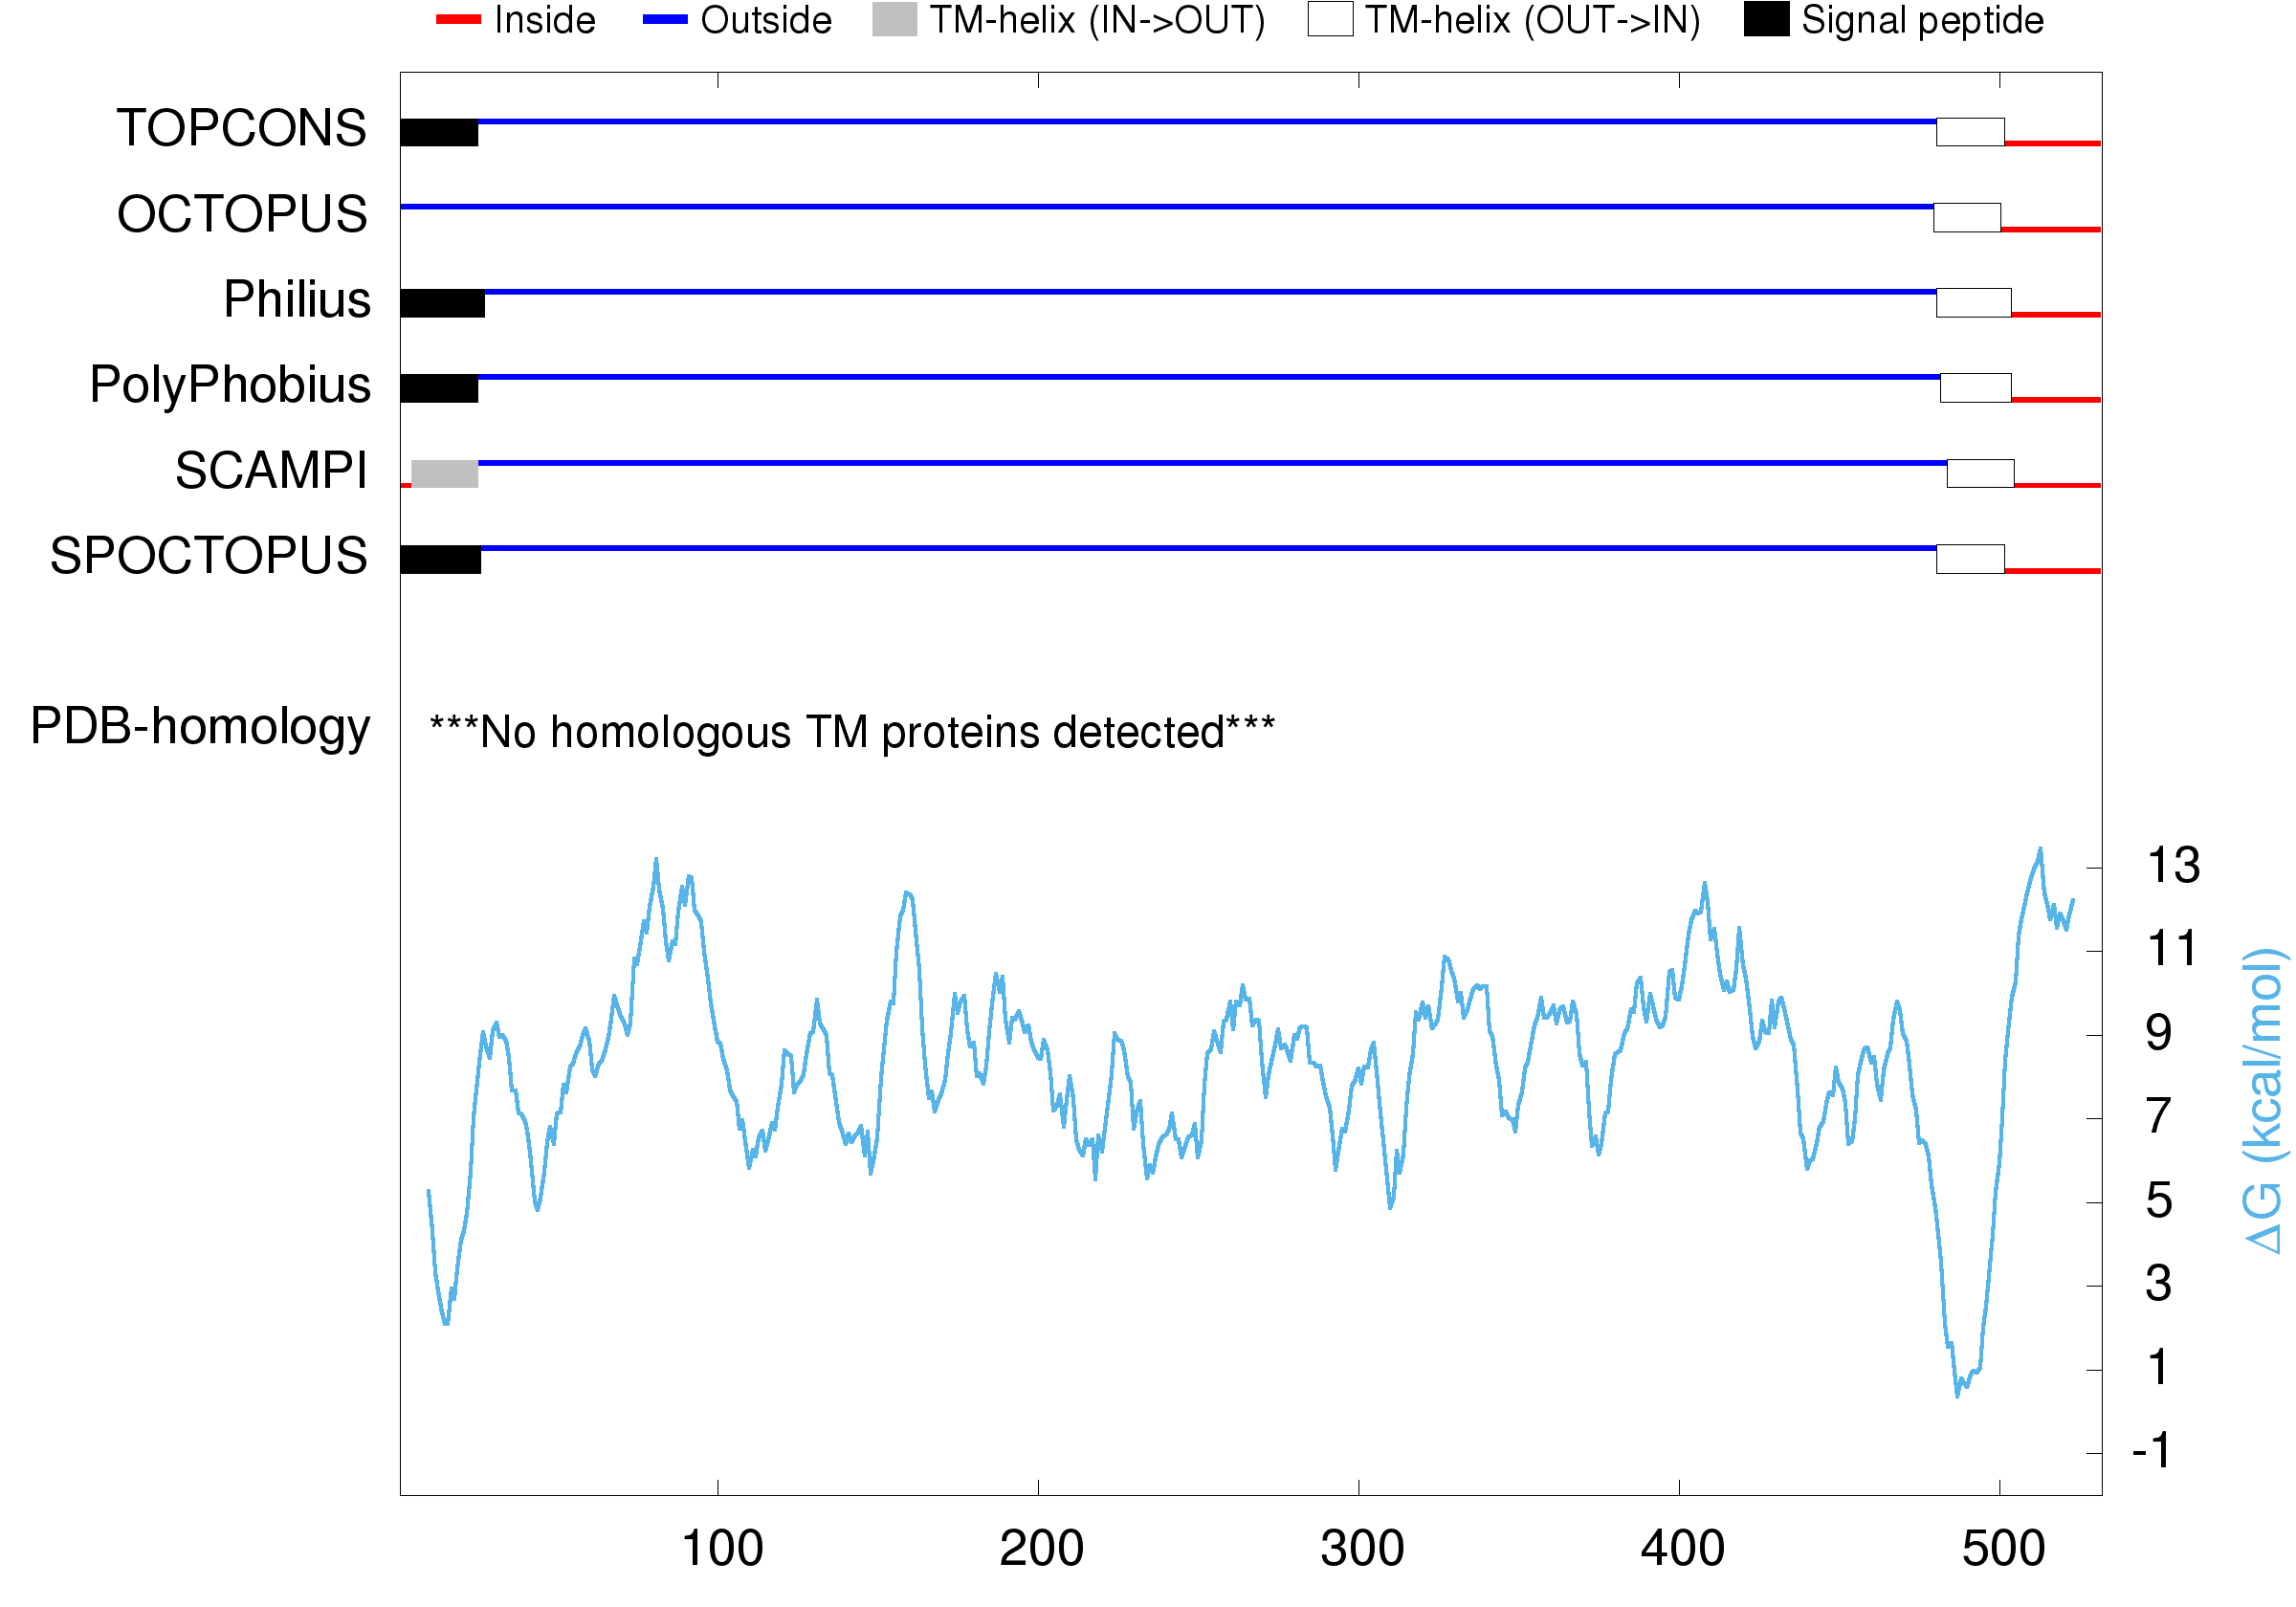 Inside Outside TM-helix (IN->OUT) TM-helix (OUT->IN) Signal peptide
TOPCONS
OCTOPUS
Philius
PolyPhobius
SCAMPI
SPOCTOPUS
PDB-homology ***No homologous TM proteins detected***
13
11
9
7
5
3
1
-1
ΔG (kcal/mol)
100 200 300 400 500